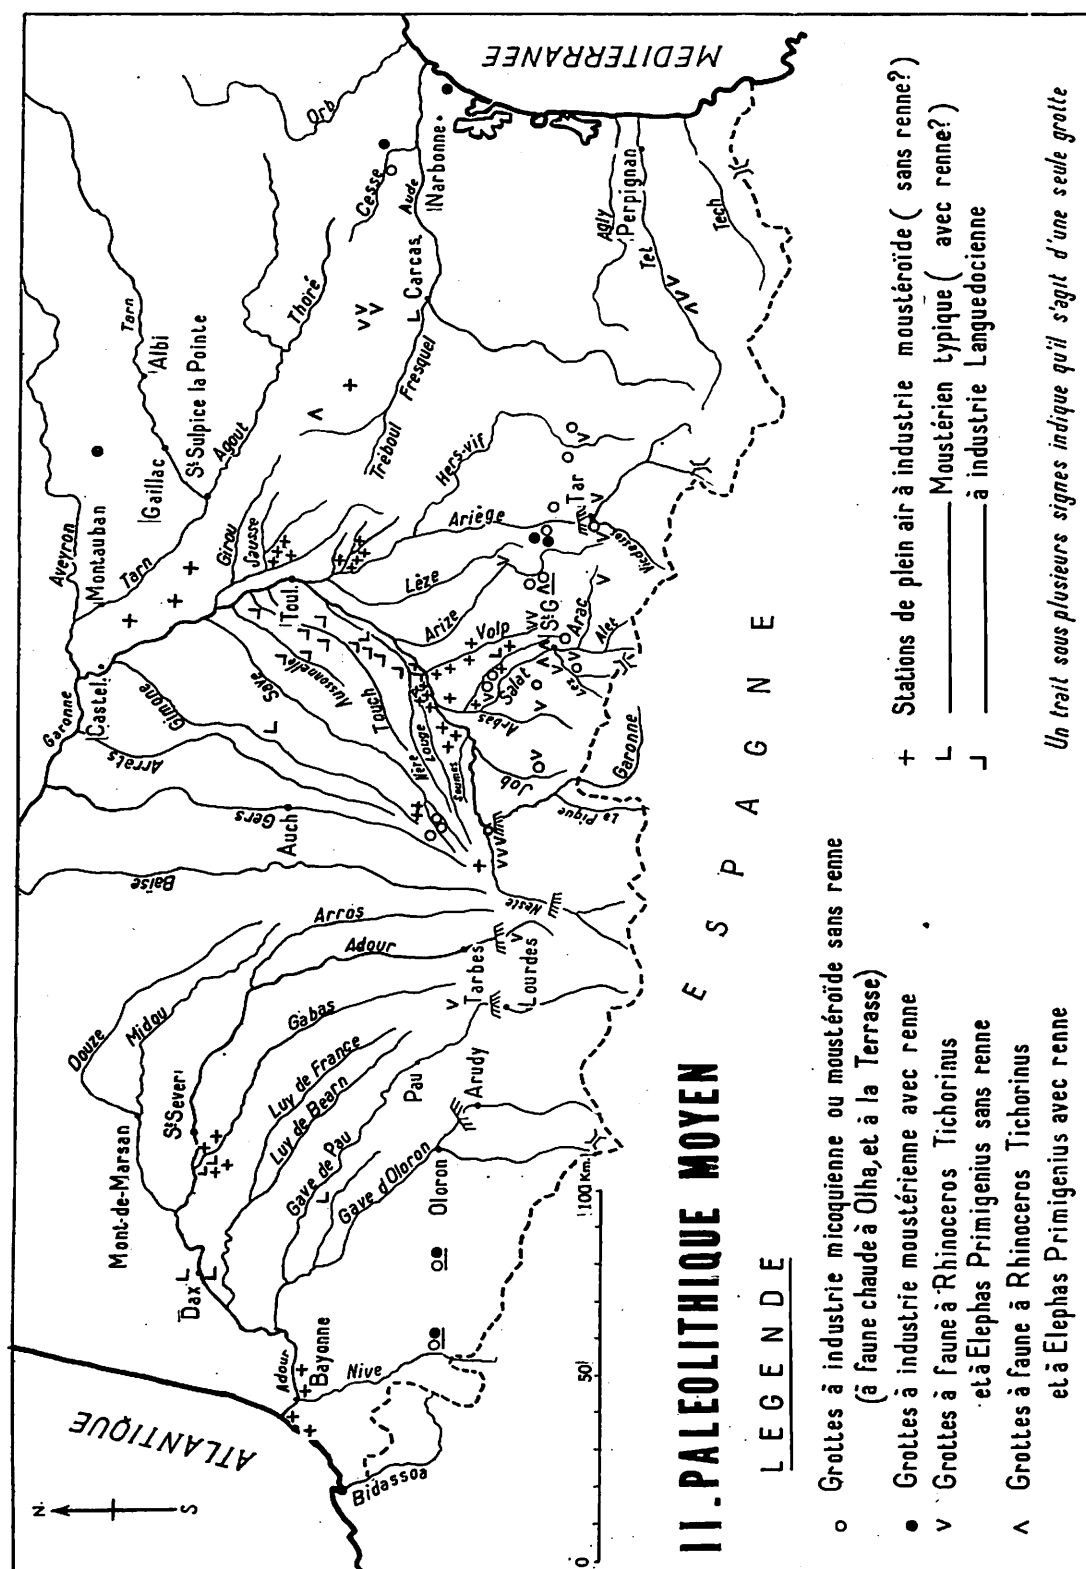 N.
S
ATLANTIQUE
MEDITERRANEE
Bidassoa
Nive
Adour
Bayonne
Dax
Mont-de-Marsan
St Sever
Douze
Midou
Arros
Adour
Gabas
Luy de France
Luy de Bearn
Gave de Pau
Gave d'Oloron
Pau
Oloron
Arudy
Tarbes
Lourdes
Neste
Baïse
Gers
Auch
Arrats
Gimone
Save
Aussonnelle
Touch
Nère
Louge
Garonne
Castel.
Montauban
Aveyron
Tarn
Gaillac
St Sulpice la Pointe
Albi
Tarn
Agout
Thoré
Girou
Sausse
Toul.
Lèze
Ariège
Hers-vif
Arize
Volp
St G
Salat
Arbas
Arac
Alet
Lez
Job
Garonne
La Pique
Tar
Viedessos
Tréboul
Fresquel
Carcas.
Aude
Cesse
Orb
Narbonne
Agly
Perpignan
Tet
Tech
ESPAGNE
0
50
100 Km.
II. PALEOLITHIQUE MOYEN
LEGENDE
o Grottes à industrie micoquienne ou moustéroïde sans renne
(à faune chaude à Olha, et à la Terrasse)
● Grottes à industrie moustérienne avec renne
v Grottes à faune à Rhinoceros Tichorinus
et à Elephas Primigenius sans renne
ʌ Grottes à faune à Rhinoceros Tichorinus
et à Elephas Primigenius avec renne
+ Stations de plein air à industrie moustéroïde ( sans renne?)
L ——— Moustérien typique ( avec renne?)
┘ ——— à industrie Languedocienne
Un trait sous plusieurs signes indique qu'il s'agit d'une seule grotte